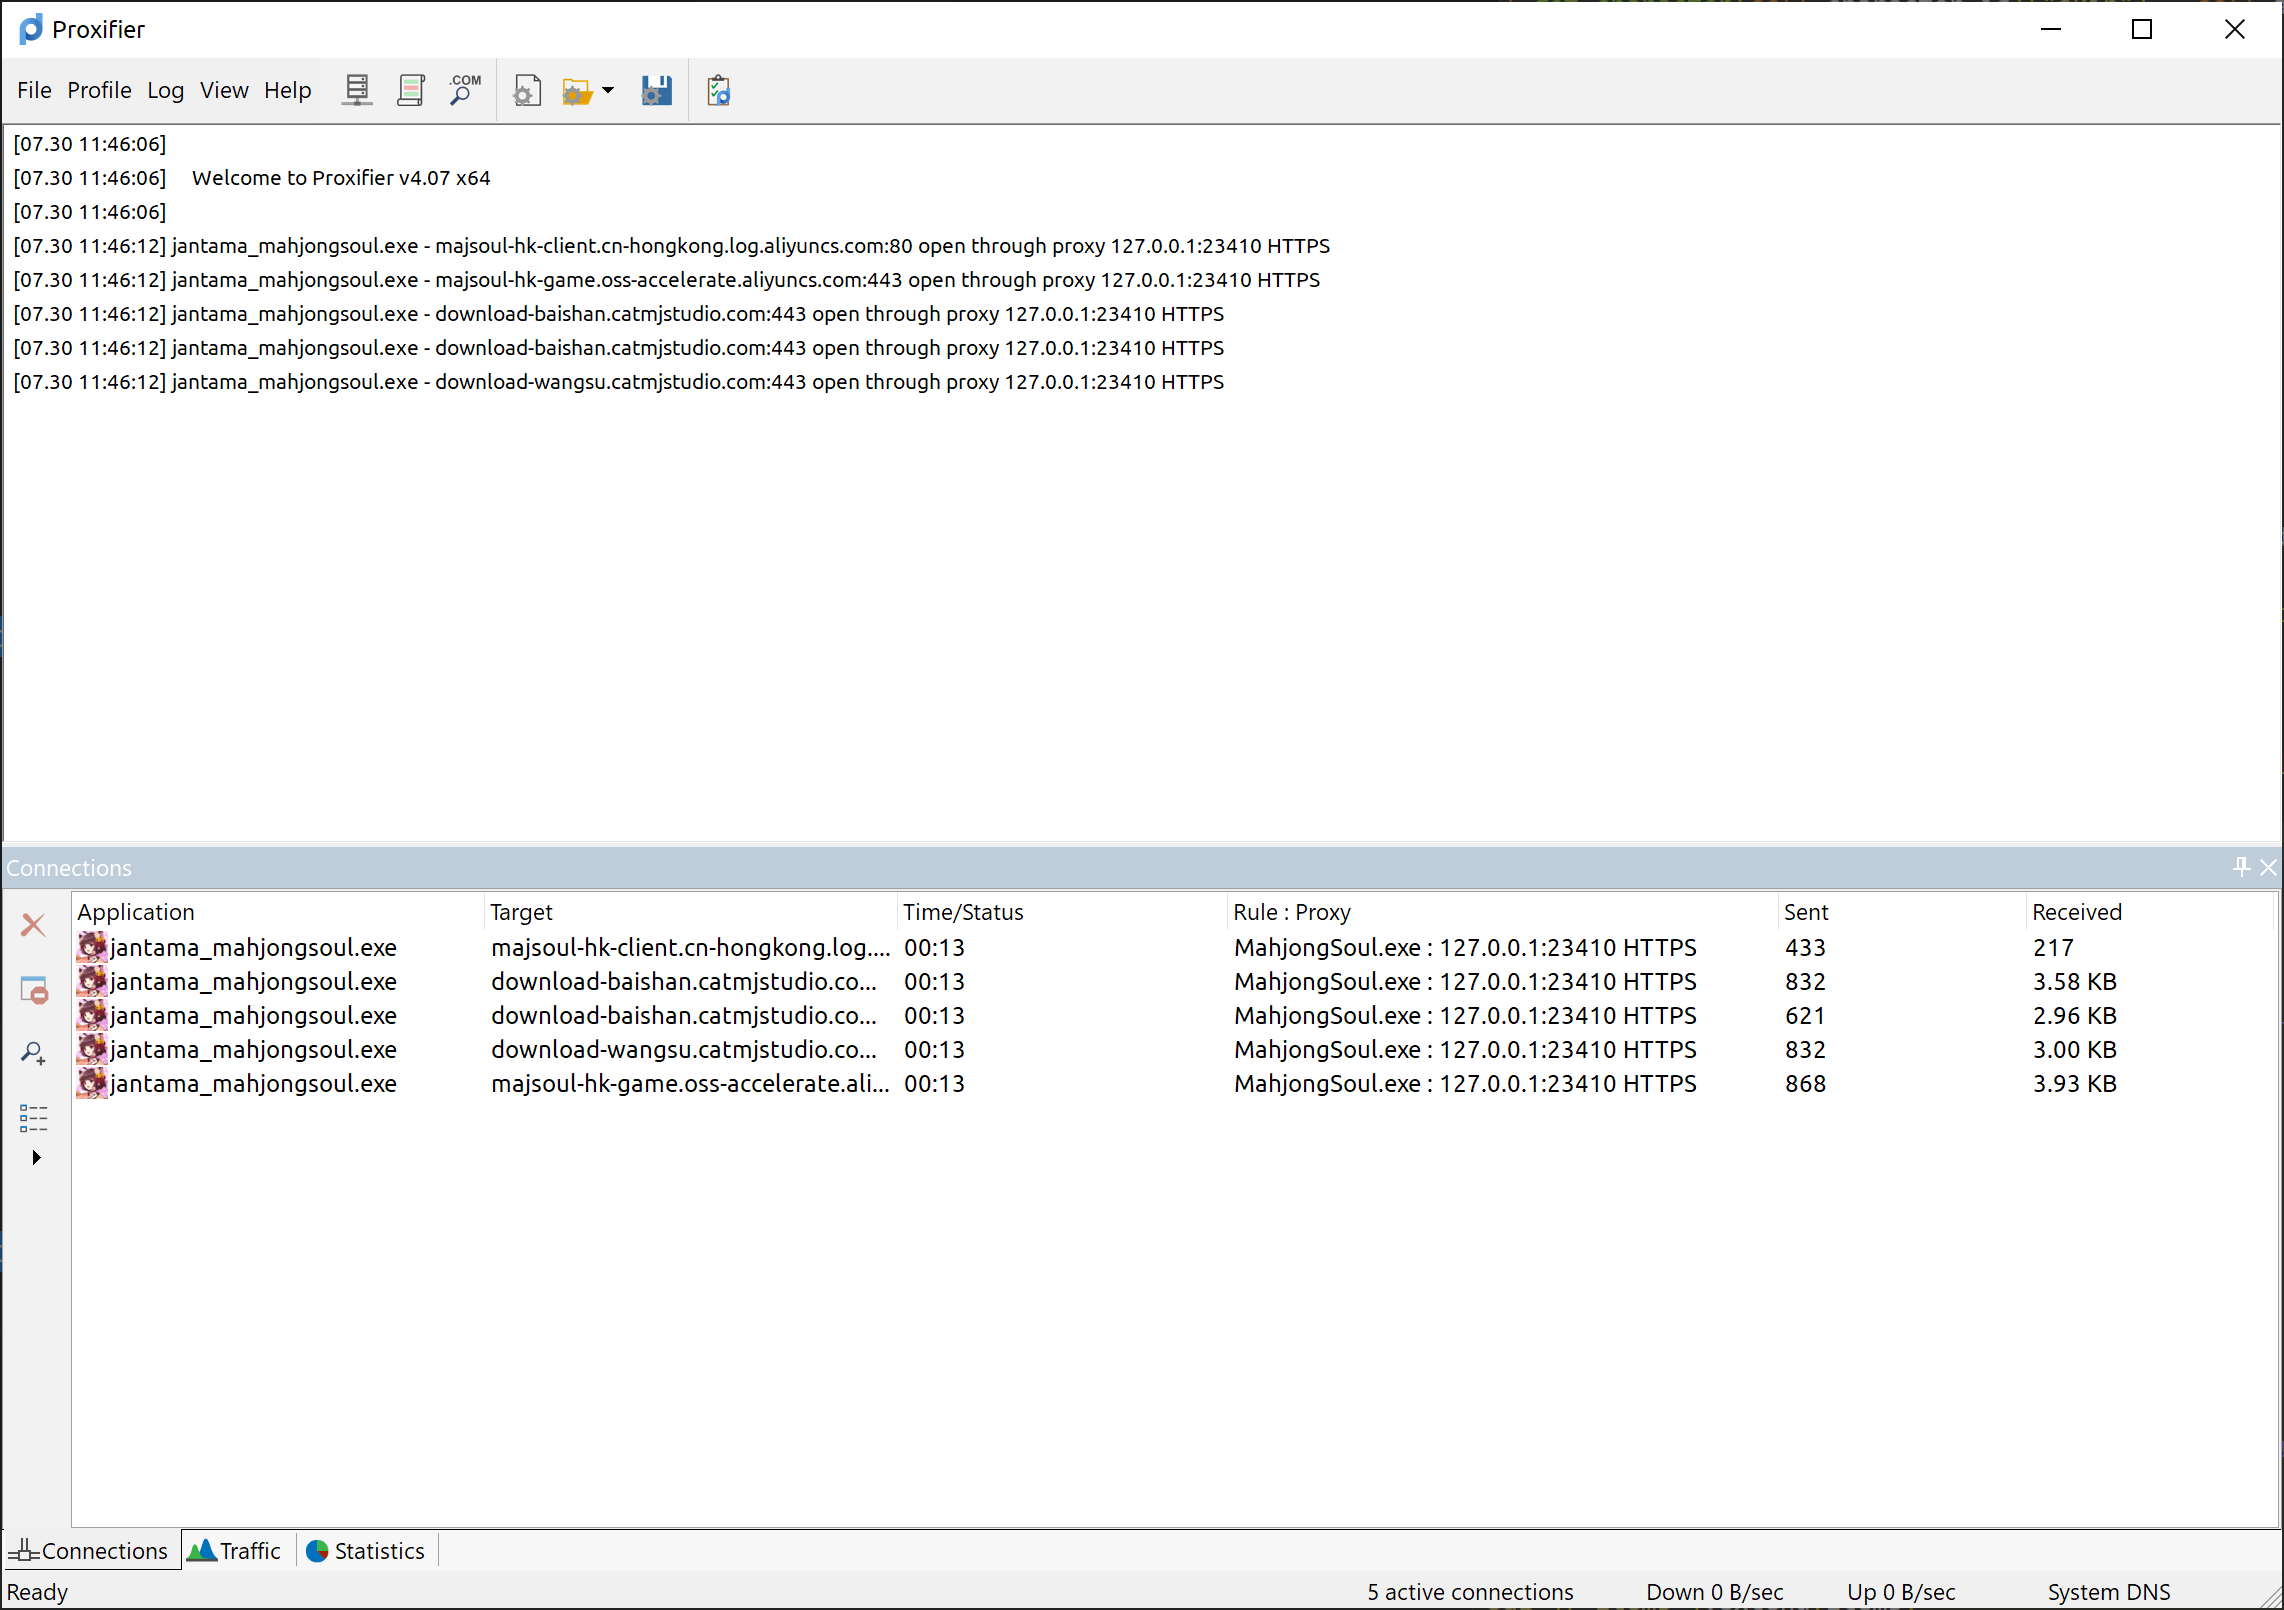 Proxifier
File Profile Log View Help .COM
[07.30 11:46:06]
[07.30 11:46:06] Welcome to Proxifier v4.07 x64
[07.30 11:46:06]
[07.30 11:46:12] jantama_mahjongsoul.exe - majsoul-hk-client.cn-hongkong.log.aliyuncs.com:80 open through proxy 127.0.0.1:23410 HTTPS
[07.30 11:46:12] jantama_mahjongsoul.exe - majsoul-hk-game.oss-accelerate.aliyuncs.com:443 open through proxy 127.0.0.1:23410 HTTPS
[07.30 11:46:12] jantama_mahjongsoul.exe - download-baishan.catmjstudio.com:443 open through proxy 127.0.0.1:23410 HTTPS
[07.30 11:46:12] jantama_mahjongsoul.exe - download-baishan.catmjstudio.com:443 open through proxy 127.0.0.1:23410 HTTPS
[07.30 11:46:12] jantama_mahjongsoul.exe - download-wangsu.catmjstudio.com:443 open through proxy 127.0.0.1:23410 HTTPS
Connections
Application Target Time/Status Rule : Proxy Sent Received
jantama_mahjongsoul.exe majsoul-hk-client.cn-hongkong.log.... 00:13 MahjongSoul.exe : 127.0.0.1:23410 HTTPS 433 217
jantama_mahjongsoul.exe download-baishan.catmjstudio.co... 00:13 MahjongSoul.exe : 127.0.0.1:23410 HTTPS 832 3.58 KB
jantama_mahjongsoul.exe download-baishan.catmjstudio.co... 00:13 MahjongSoul.exe : 127.0.0.1:23410 HTTPS 621 2.96 KB
jantama_mahjongsoul.exe download-wangsu.catmjstudio.co... 00:13 MahjongSoul.exe : 127.0.0.1:23410 HTTPS 832 3.00 KB
jantama_mahjongsoul.exe majsoul-hk-game.oss-accelerate.ali... 00:13 MahjongSoul.exe : 127.0.0.1:23410 HTTPS 868 3.93 KB
Connections Traffic Statistics
Ready 5 active connections Down 0 B/sec Up 0 B/sec System DNS